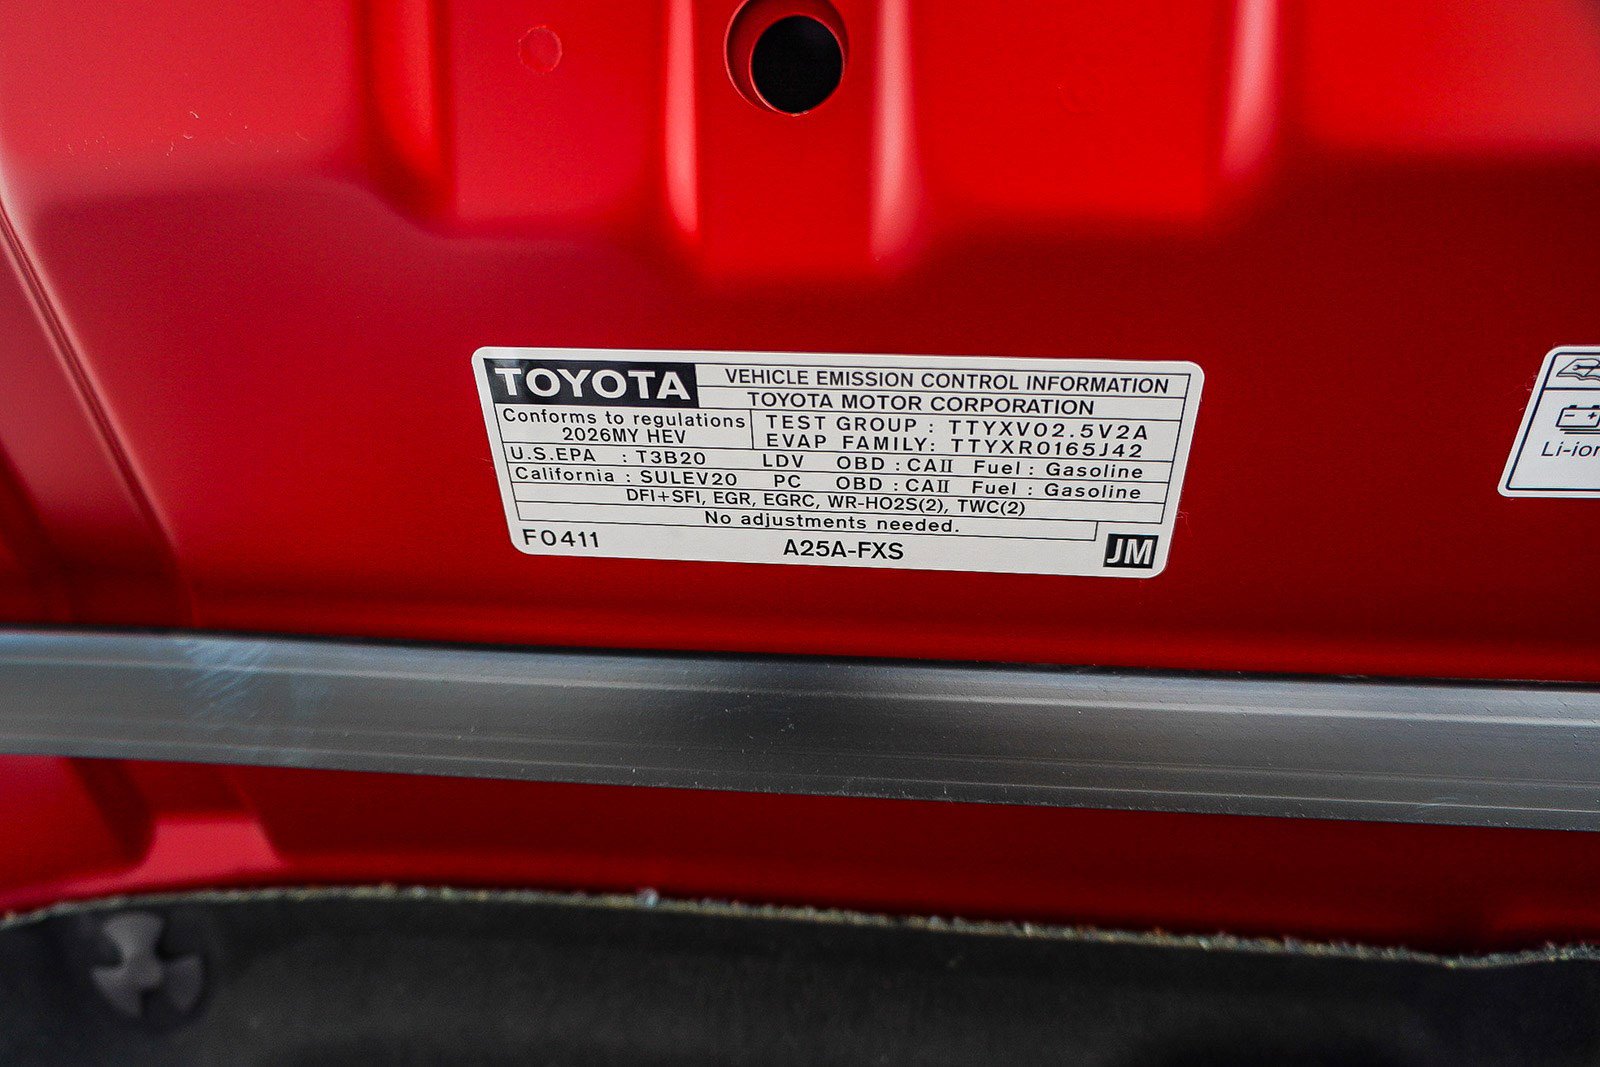 TOYOTA
VEHICLE EMISSION CONTROL INFORMATION
TOYOTA MOTOR CORPORATION
Conforms to regulations
2026MY HEV
TEST GROUP : TTYXV02.5V2A
EVAP FAMILY: TTYXR0165J42
U.S.EPA : T3B20 LDV OBD : CAII Fuel : Gasoline
California : SULEV20 PC OBD : CAII Fuel : Gasoline
DFI+SFI, EGR, EGRC, WR-HO2S(2), TWC(2)
No adjustments needed.
F0411
A25A-FXS
JM
Li-ion